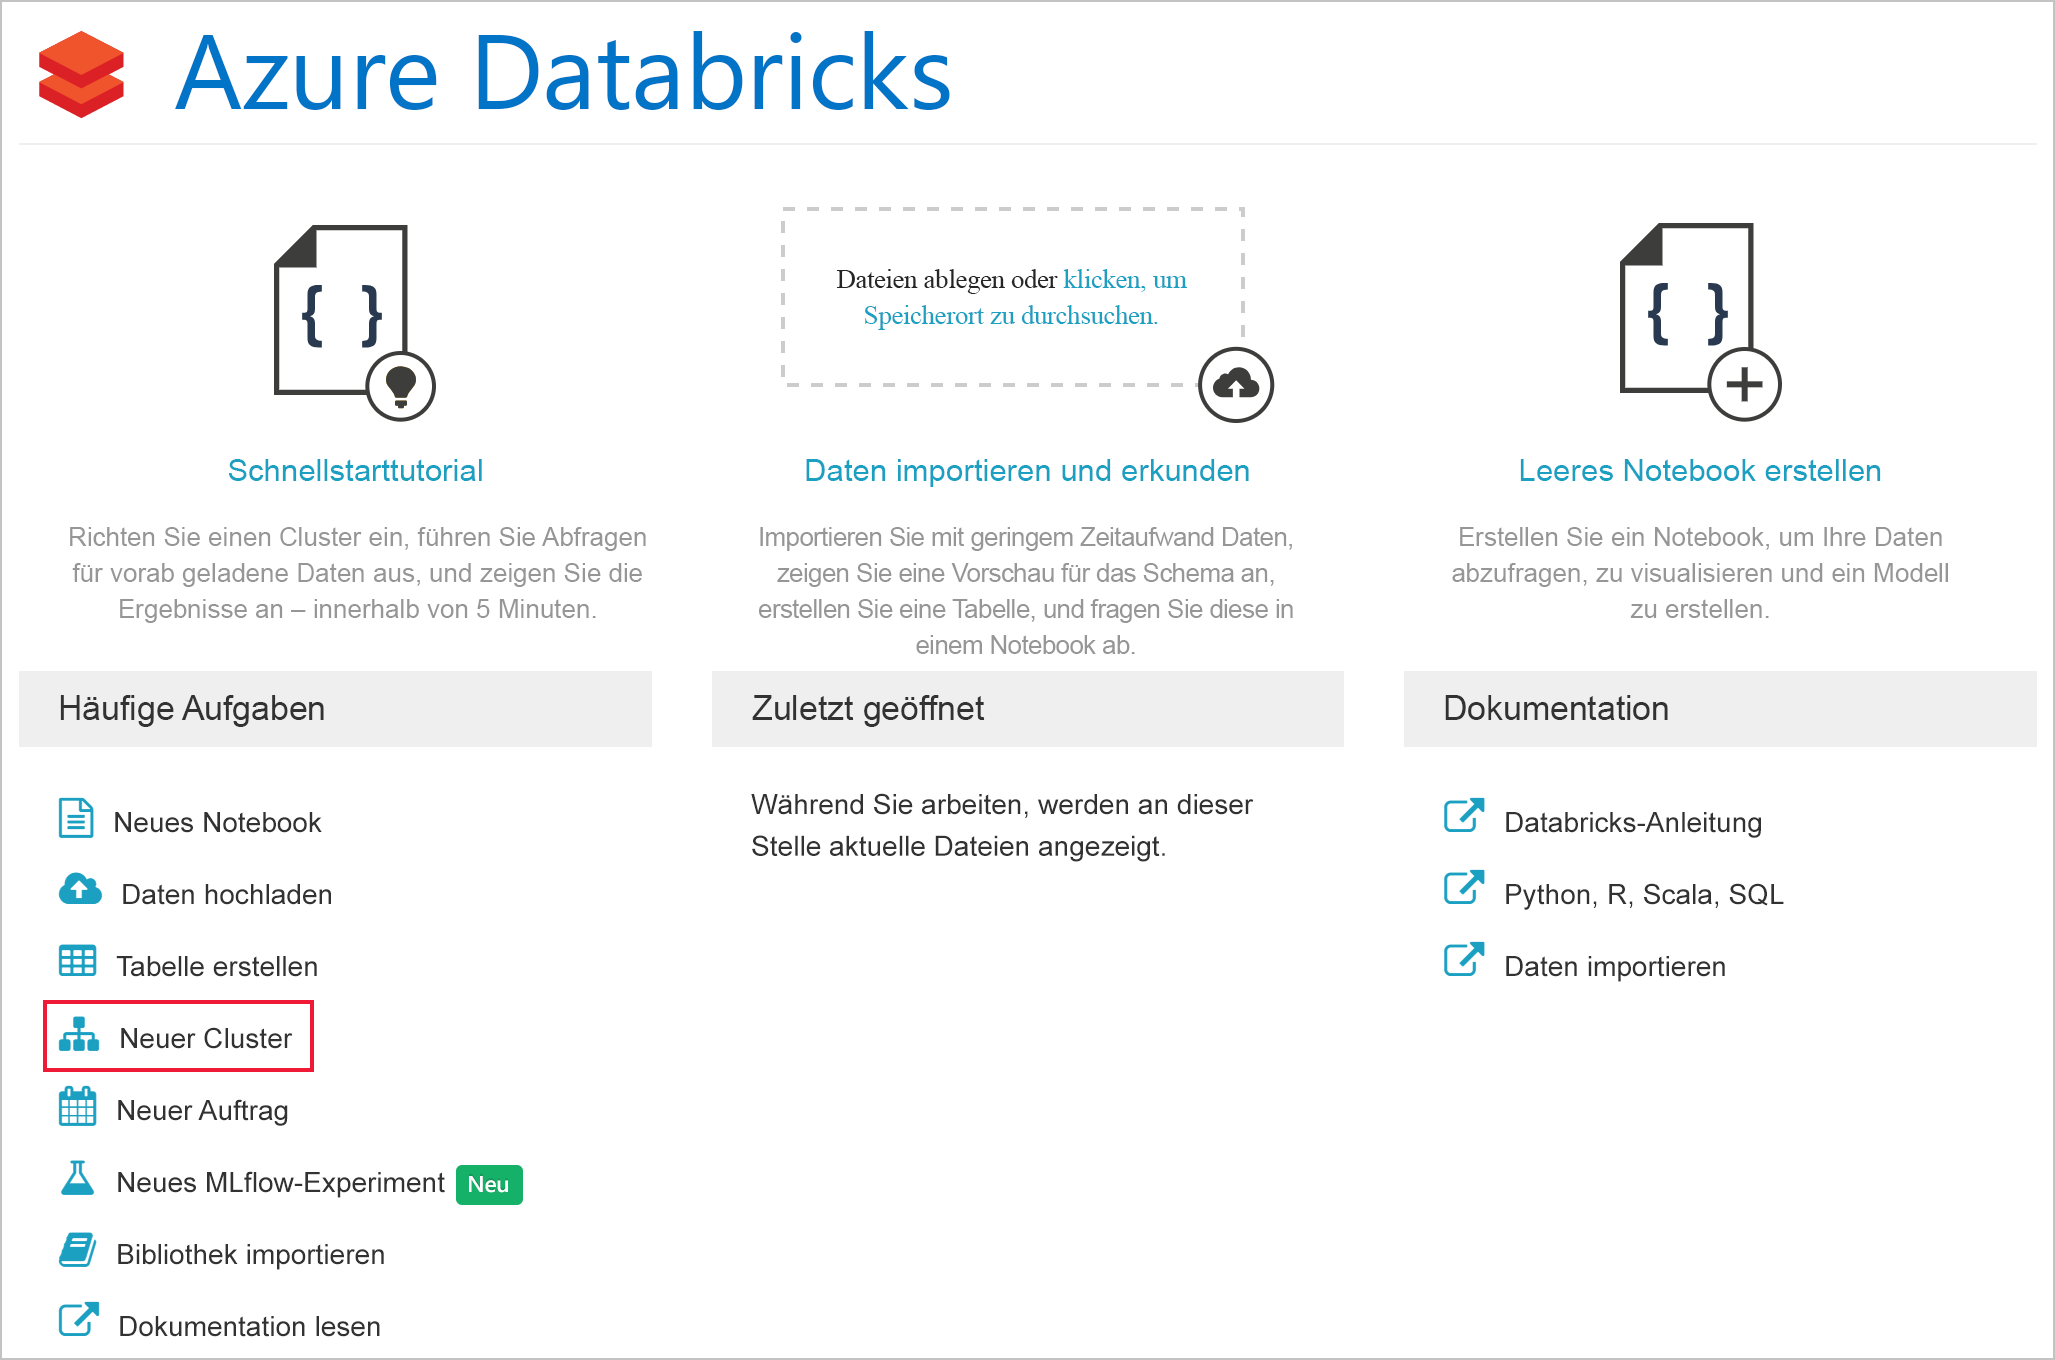 Azure Databricks
{ }
Schnellstarttutorial
Richten Sie einen Cluster ein, führen Sie Abfragen
für vorab geladene Daten aus, und zeigen Sie die
Ergebnisse an – innerhalb von 5 Minuten.
Dateien ablegen oder klicken, um
Speicherort zu durchsuchen.
Daten importieren und erkunden
Importieren Sie mit geringem Zeitaufwand Daten,
zeigen Sie eine Vorschau für das Schema an,
erstellen Sie eine Tabelle, und fragen Sie diese in
einem Notebook ab.
{ }
Leeres Notebook erstellen
Erstellen Sie ein Notebook, um Ihre Daten
abzufragen, zu visualisieren und ein Modell
zu erstellen.
Häufige Aufgaben
Neues Notebook
Daten hochladen
Tabelle erstellen
Neuer Cluster
Neuer Auftrag
Neues MLflow-Experiment Neu
Bibliothek importieren
Dokumentation lesen
Zuletzt geöffnet
Während Sie arbeiten, werden an dieser
Stelle aktuelle Dateien angezeigt.
Dokumentation
Databricks-Anleitung
Python, R, Scala, SQL
Daten importieren